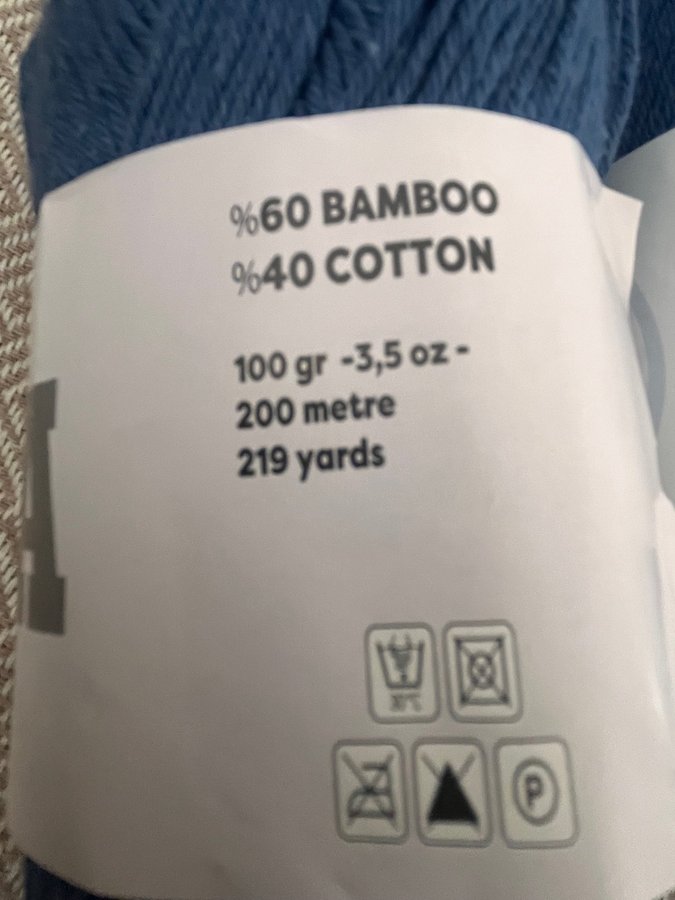 %60 BAMBOO
%40 COTTON
100 gr -3,5 oz -
200 metre
219 yards
P